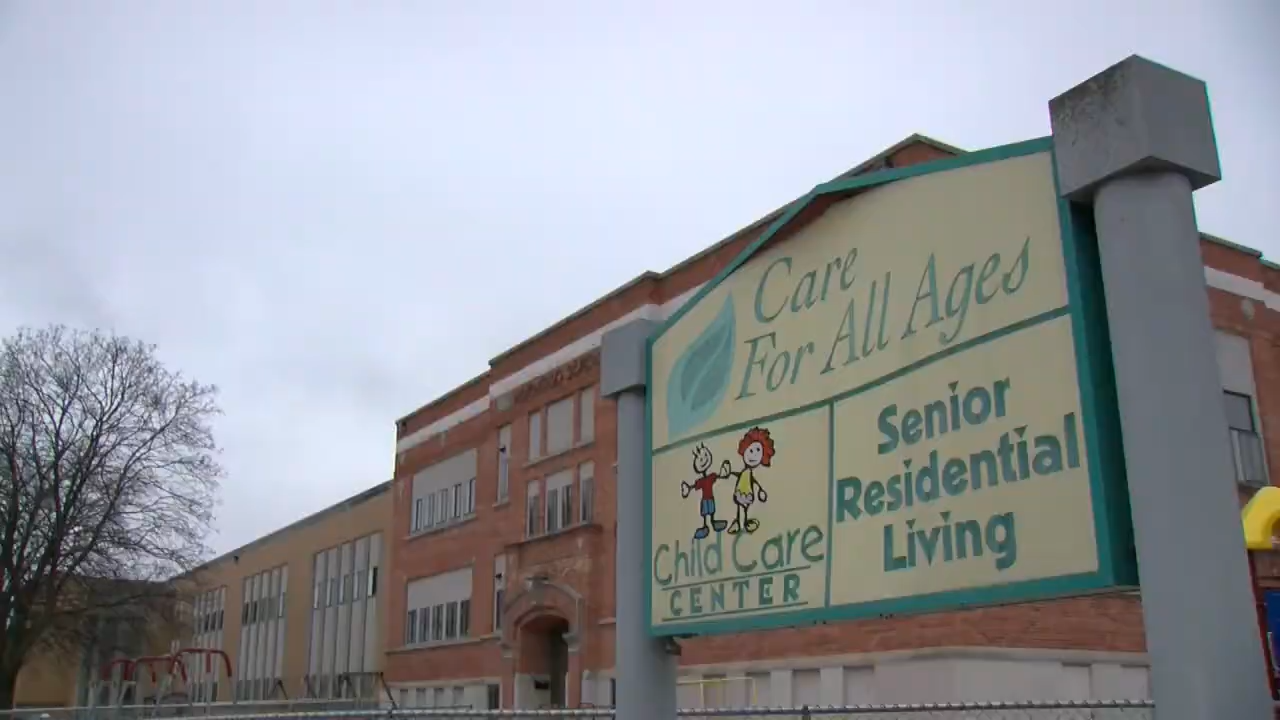 Care
For All Ages
Child Care
CENTER
Senior
Residential
Living